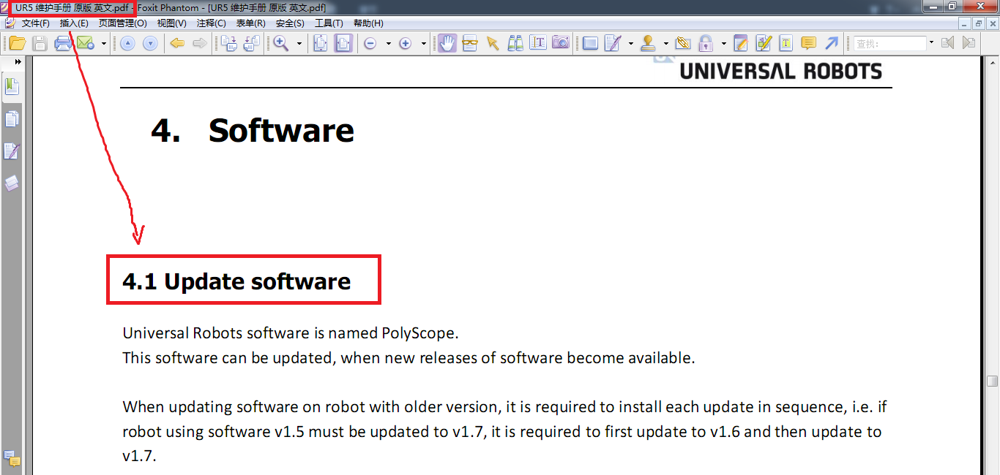 UR5 维护手册 原版 英文.pdf - Foxit Phantom - [UR5 维护手册 原版 英文.pdf]
文件(F) 插入(E) 页面管理(O) 视图(V) 注释(C) 表单(R) 安全(S) 工具(T) 帮助(H)
查找:
UNIVERSAL ROBOTS
4. Software
4.1 Update software
Universal Robots software is named PolyScope.
This software can be updated, when new releases of software become available.
When updating software on robot with older version, it is required to install each update in sequence, i.e. if
robot using software v1.5 must be updated to v1.7, it is required to first update to v1.6 and then update to
v1.7.